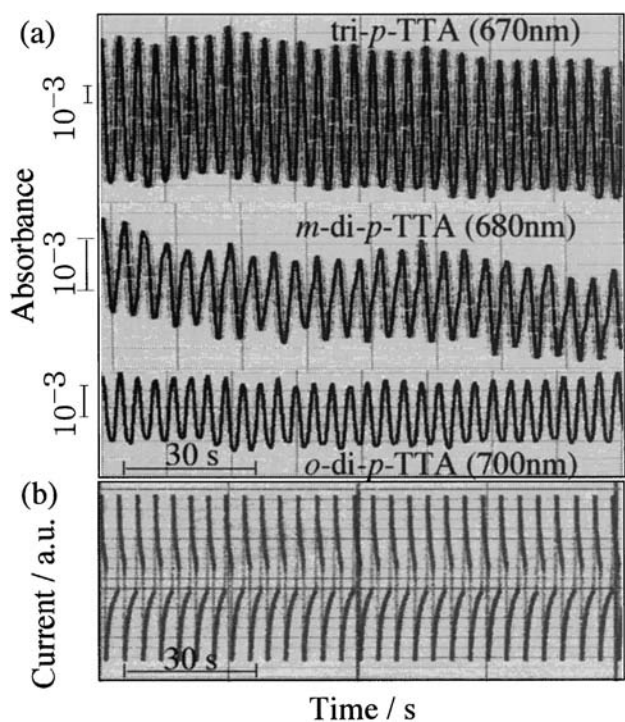 (a)
tri-p-TTA (670nm)
10⁻³
Absorbance
m-di-p-TTA (680nm)
10⁻³
10⁻³
30 s
o-di-p-TTA (700nm)
(b)
Current / a.u.
30 s
Time / s